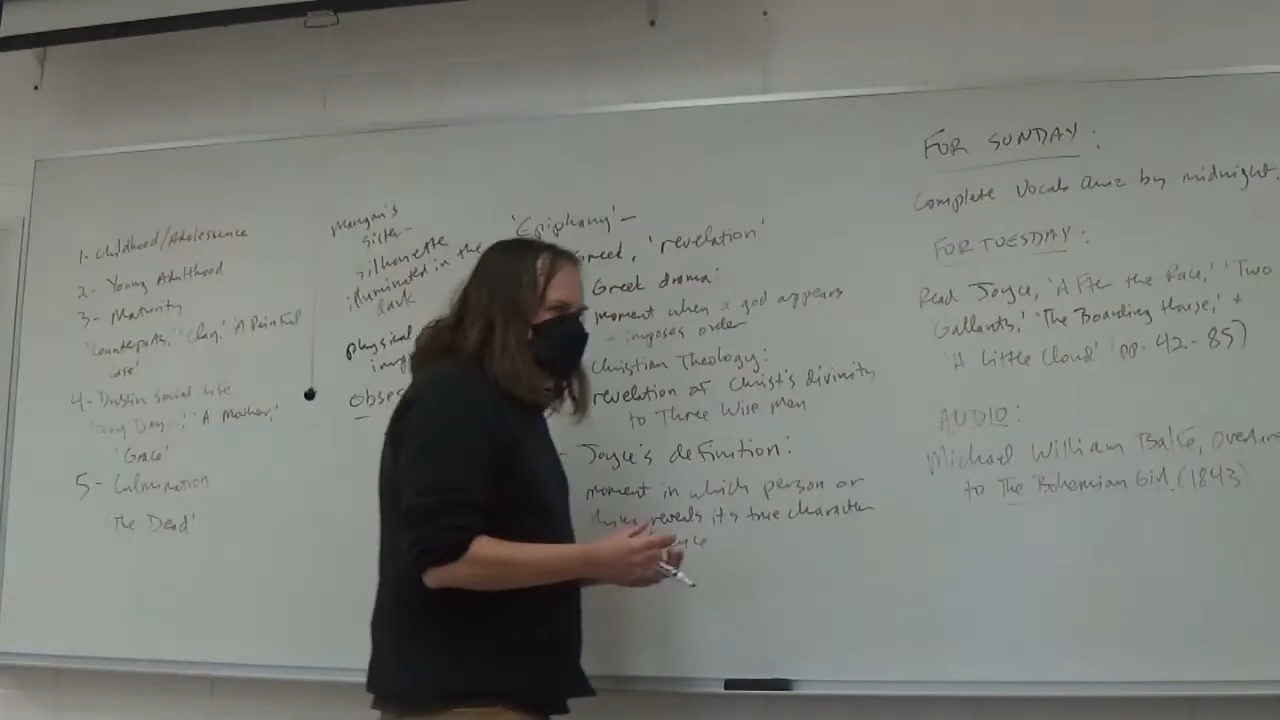 1- Childhood/Adolessence
2- Young Adulthood
3- Maturity
'Counterparts,' 'Clay,' 'A Painful
Case'
4- Dublin social life
Day,' 'A Mother,'
'Grace'
5- Culmination
'The Dead'
Mangan's
sister-
silhouette
illuminated in the
dark
physical
obses
'Epiphany'-
Greek, 'revelation'
Greek drama:
moment when a god appears
- imposes order
Christian Theology:
revelation of Christ's divinity
to Three Wise Men
- Joyce's definition:
moment in which person or
thing reveals its true character
FOR SUNDAY:
Complete Vocab Quiz by midnight.
FOR TUESDAY:
Read Joyce, 'After the Race,' 'Two
Gallants,' 'The Boarding House,' +
'A Little Cloud' (pp. 42-85)
AUDIO:
Michael William Balfe, Overture
to The Bohemian Girl (1843)